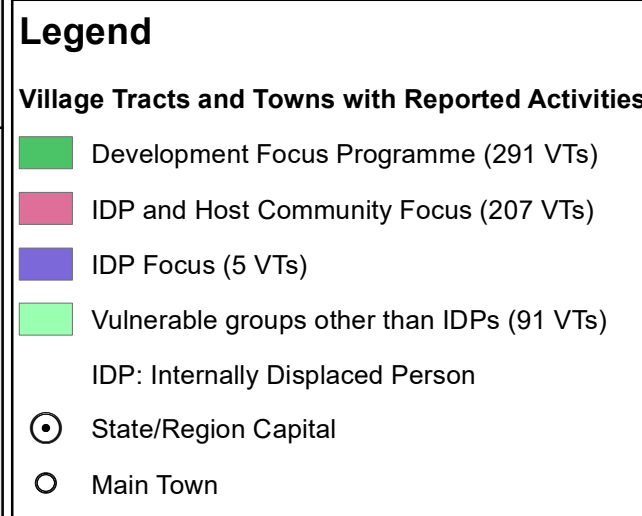 Legend
Village Tracts and Towns with Reported Activities
Development Focus Programme (291 VTs)
IDP and Host Community Focus (207 VTs)
IDP Focus (5 VTs)
Vulnerable groups other than IDPs (91 VTs)
IDP: Internally Displaced Person
State/Region Capital
Main Town